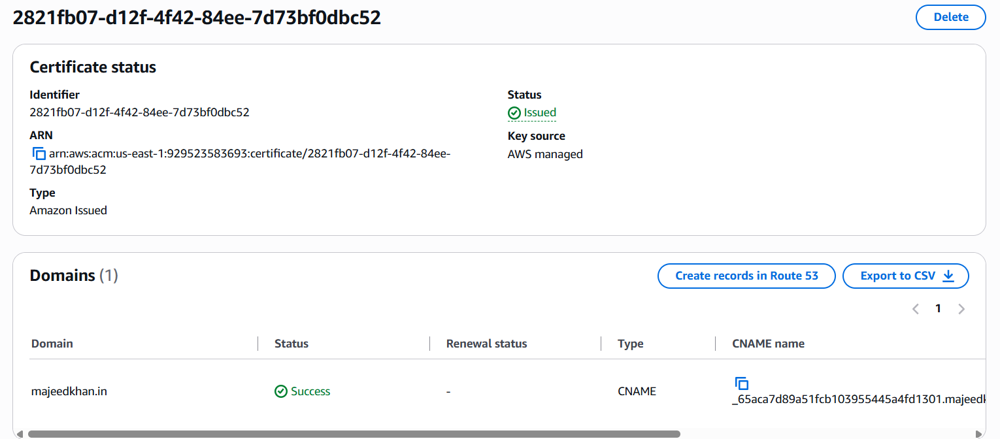 2821fb07-d12f-4f42-84ee-7d73bf0dbc52
Delete
Certificate status
Identifier
2821fb07-d12f-4f42-84ee-7d73bf0dbc52
Status
Issued
ARN
arn:aws:acm:us-east-1:929523583693:certificate/2821fb07-d12f-4f42-84ee-
7d73bf0dbc52
Key source
AWS managed
Type
Amazon Issued
Domains (1)
Create records in Route 53
Export to CSV
1
Domain Status Renewal status Type CNAME name
majeedkhan.in Success - CNAME
_65aca7d89a51fcb103955445a4fd1301.majeedk